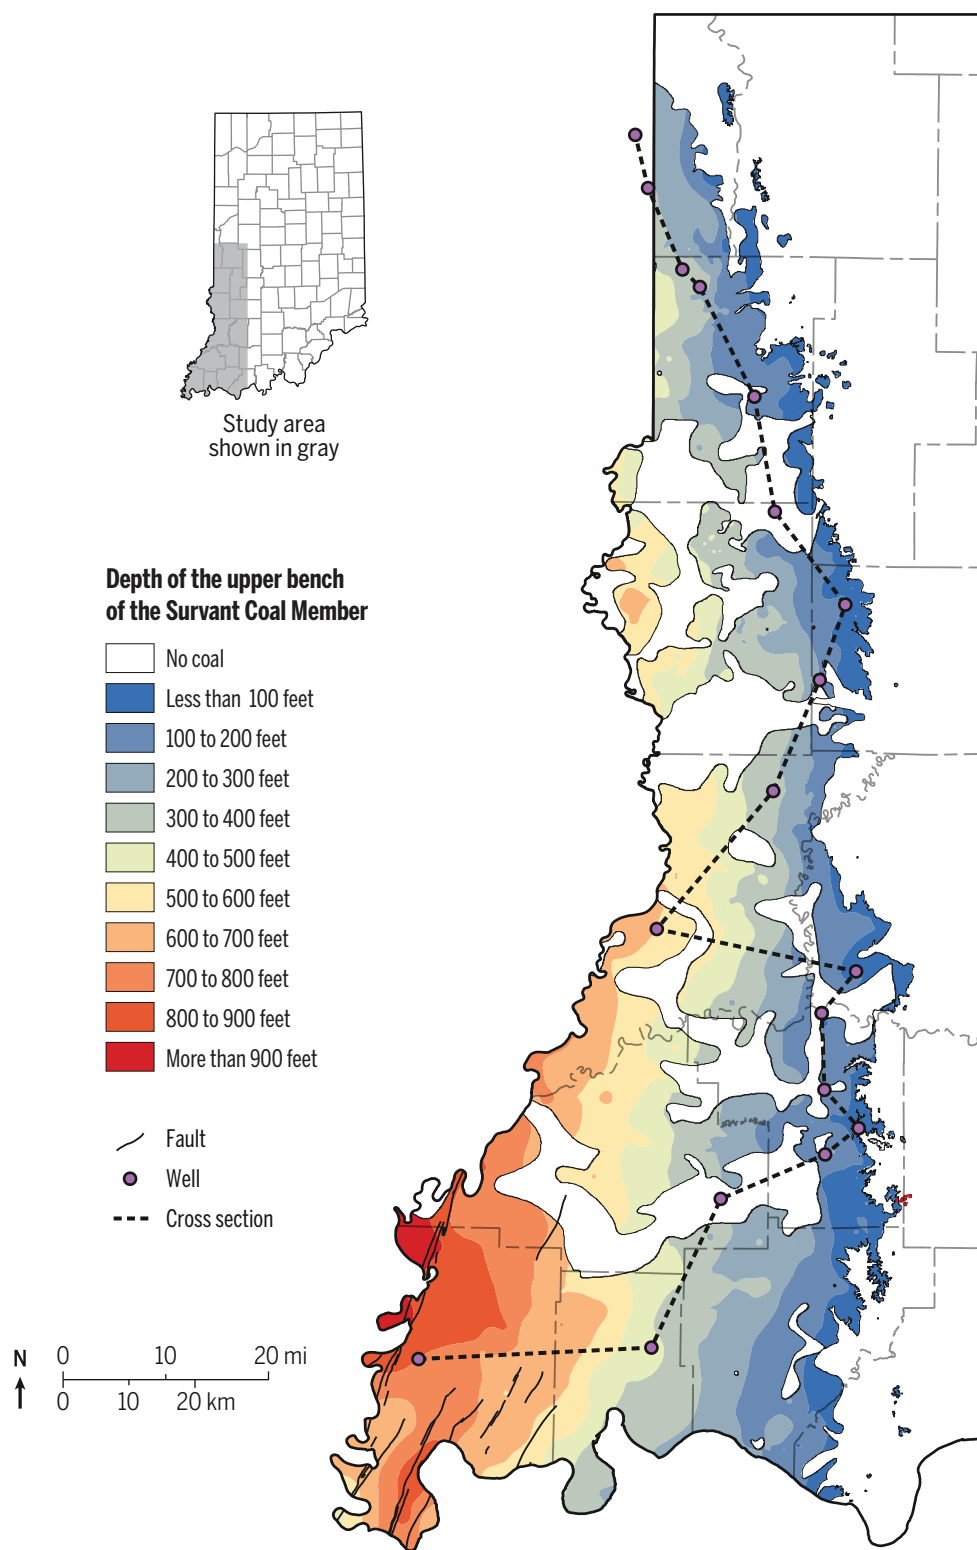 Study area
shown in gray
Depth of the upper bench
of the Survant Coal Member
No coal
Less than 100 feet
100 to 200 feet
200 to 300 feet
300 to 400 feet
400 to 500 feet
500 to 600 feet
600 to 700 feet
700 to 800 feet
800 to 900 feet
More than 900 feet
Fault
Well
Cross section
N
0 10 20 mi
0 10 20 km